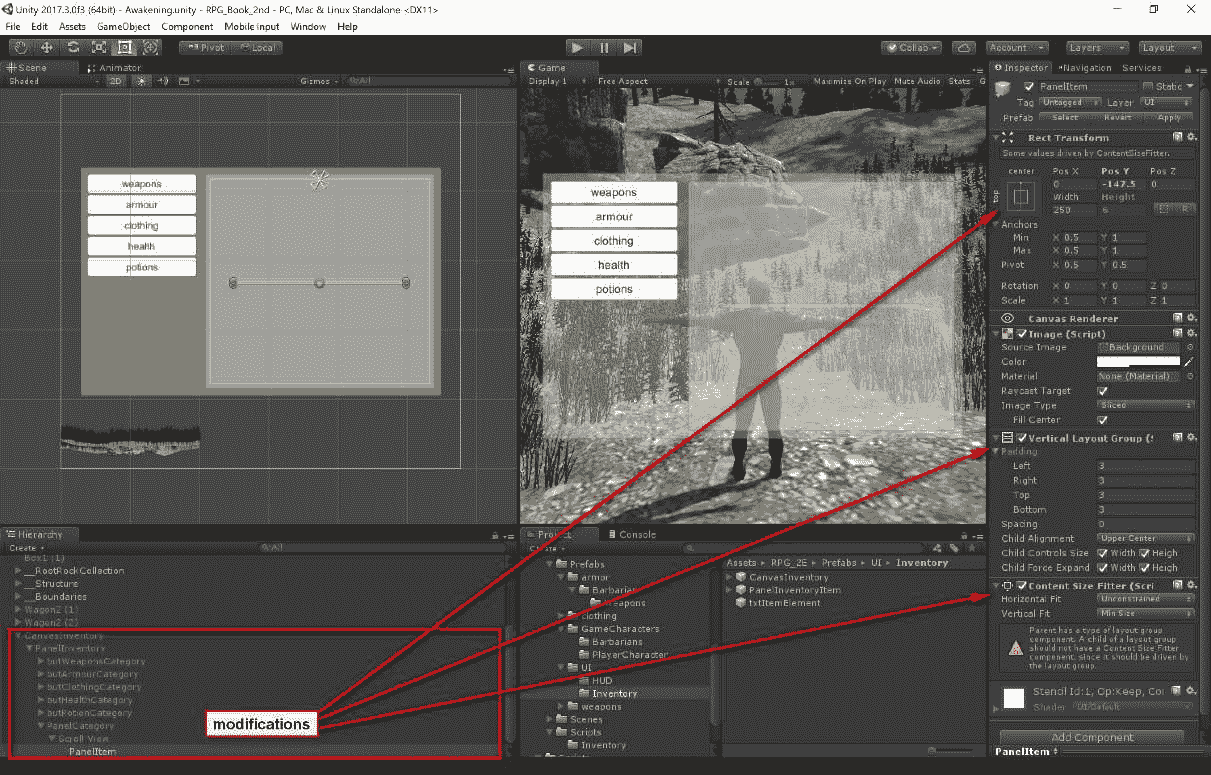 Unity 2017.3.0f3 (64bit) - Awakening.unity - RPG_Book_2nd - PC, Mac & Linux Standalone <DX11>
File Edit Assets GameObject Component Mobile Input Window Help
Pivot Local
Collab Account Layers Layout
Scene Animator
Shaded 2D Gizmos All
weapons
armour
clothing
health
potions
Game
Display 1 Free Aspect Scale 1x Maximize On Play Mute Audio Stats G
weapons
armour
clothing
health
potions
Hierarchy
Create All
Box1 (1)
__RootRockCollection
__Structure
__Boundaries
Wagon2 (1)
Wagon2 (2)
CanvasInventory
PanelInventory
butWeaponsCategory
butArmourCategory
butClothingCategory
butHealthCategory
butPotionCategory
PanelCategory
Scroll View
PanelItem
modifications
Project Console
Create
Prefabs
armor
Barbarian
weapons
clothing
GameCharacters
Barbarians
PlayerCharacter
UI
HUD
Inventory
weapons
Scenes
Scripts
Inventory
Assets RPG_2E Prefabs UI Inventory
CanvasInventory
PanelInventoryItem
txtItemElement
Inspector Navigation Services
PanelItem Static
Tag Untagged Layer UI
Prefab Select Revert Apply
Rect Transform
Some values driven by ContentSizeFitter.
center Pos X Pos Y Pos Z
top 0 -147.5 0
Width Height
250 6 R
Anchors
Min X 0.5 Y 1
Max X 0.5 Y 1
Pivot X 0.5 Y 0.5
Rotation X 0 Y 0 Z 0
Scale X 1 Y 1 Z 1
Canvas Renderer
Image (Script)
Source Image Background
Color
Material None (Material)
Raycast Target
Image Type Sliced
Fill Center
Vertical Layout Group (S
Padding
Left 3
Right 3
Top 3
Bottom 3
Spacing 0
Child Alignment Upper Center
Child Controls Size Width Heigh
Child Force Expand Width Heigh
Content Size Fitter (Scri
Horizontal Fit Unconstrained
Vertical Fit Min Size
Parent has a type of layout group
component. A child of a layout group
should not have a Content Size Fitter
component, since it should be driven by
the layout group.
Stencil Id:1, Op:Keep, Co
Shader UI/Default
Add Component
PanelItem